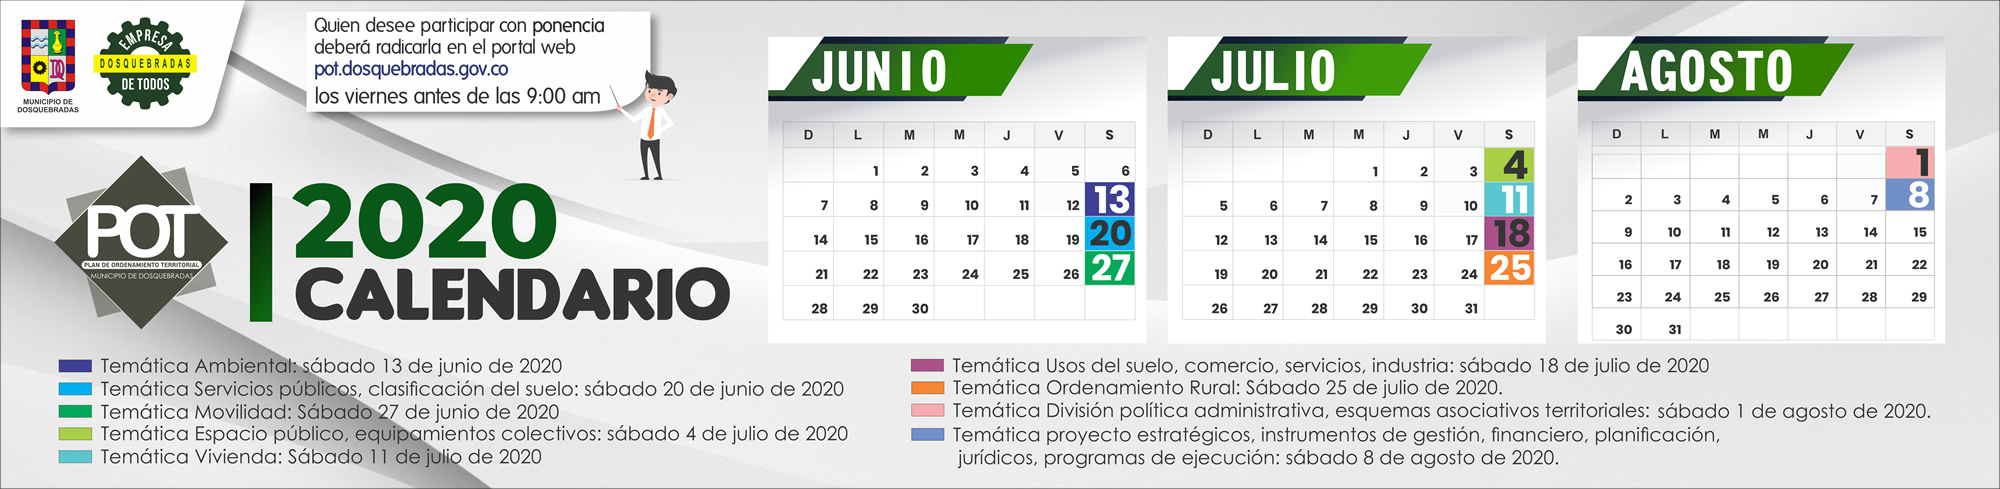 MUNICIPIO DE
DOSQUEBRADAS
EMPRESA
DOSQUEBRADAS
DE TODOS
Quien desee participar con ponencia
deberá radicarla en el portal web
pot.dosquebradas.gov.co
los viernes antes de las 9:00 am
POT
PLAN DE ORDENAMIENTO TERRITORIAL
MUNICIPIO DE DOSQUEBRADAS
2020
CALENDARIO
JUNIO
D L M M J V S
1 2 3 4 5 6
7 8 9 10 11 12 13
14 15 16 17 18 19 20
21 22 23 24 25 26 27
28 29 30
JULIO
D L M M J V S
1 2 3 4
5 6 7 8 9 10 11
12 13 14 15 16 17 18
19 20 21 22 23 24 25
26 27 28 29 30 31
AGOSTO
D L M M J V S
1
2 3 4 5 6 7 8
9 10 11 12 13 14 15
16 17 18 19 20 21 22
23 24 25 26 27 28 29
30 31
Temática Ambiental: sábado 13 de junio de 2020
Temática Servicios públicos, clasificación del suelo: sábado 20 de junio de 2020
Temática Movilidad: Sábado 27 de junio de 2020
Temática Espacio público, equipamientos colectivos: sábado 4 de julio de 2020
Temática Vivienda: Sábado 11 de julio de 2020
Temática Usos del suelo, comercio, servicios, industria: sábado 18 de julio de 2020
Temática Ordenamiento Rural: Sábado 25 de julio de 2020.
Temática División política administrativa, esquemas asociativos territoriales: sábado 1 de agosto de 2020.
Temática proyecto estratégicos, instrumentos de gestión, financiero, planificación,
jurídicos, programas de ejecución: sábado 8 de agosto de 2020.